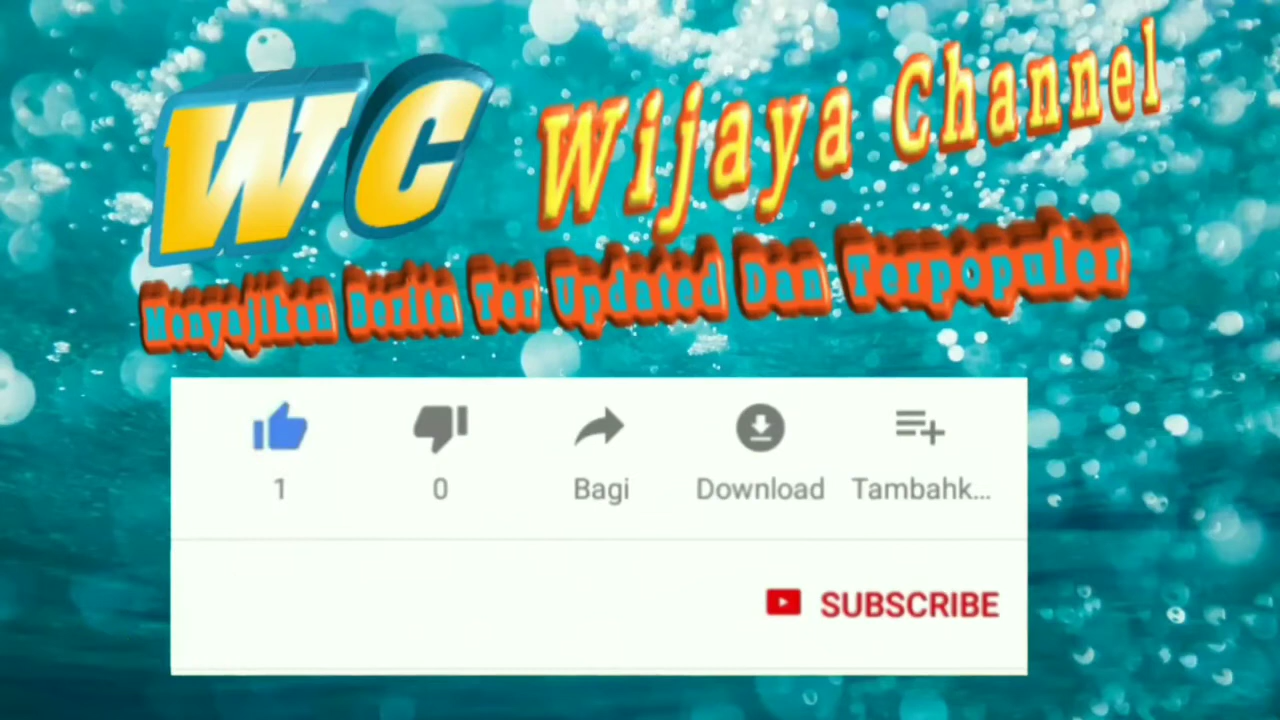 WC Wijaya Channel
Menyajikan Berita Ter Updated Dan Terpopuler
1 0 Bagi Download Tambahk...
SUBSCRIBE